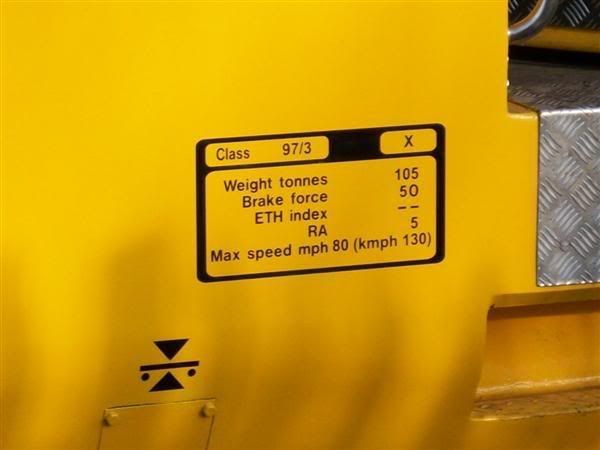 Class 97/3 X
Weight tonnes 105
Brake force 50
ETH index --
RA 5
Max speed mph 80 (kmph 130)